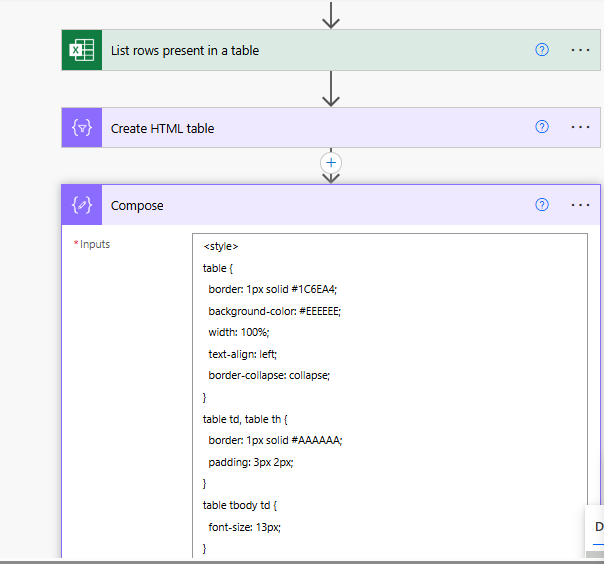 List rows present in a table
Create HTML table
Compose
*Inputs
<style>
table {
border: 1px solid #1C6EA4;
background-color: #EEEEEE;
width: 100%;
text-align: left;
border-collapse: collapse;
}
table td, table th {
border: 1px solid #AAAAAA;
padding: 3px 2px;
}
table tbody td {
font-size: 13px;
}
D